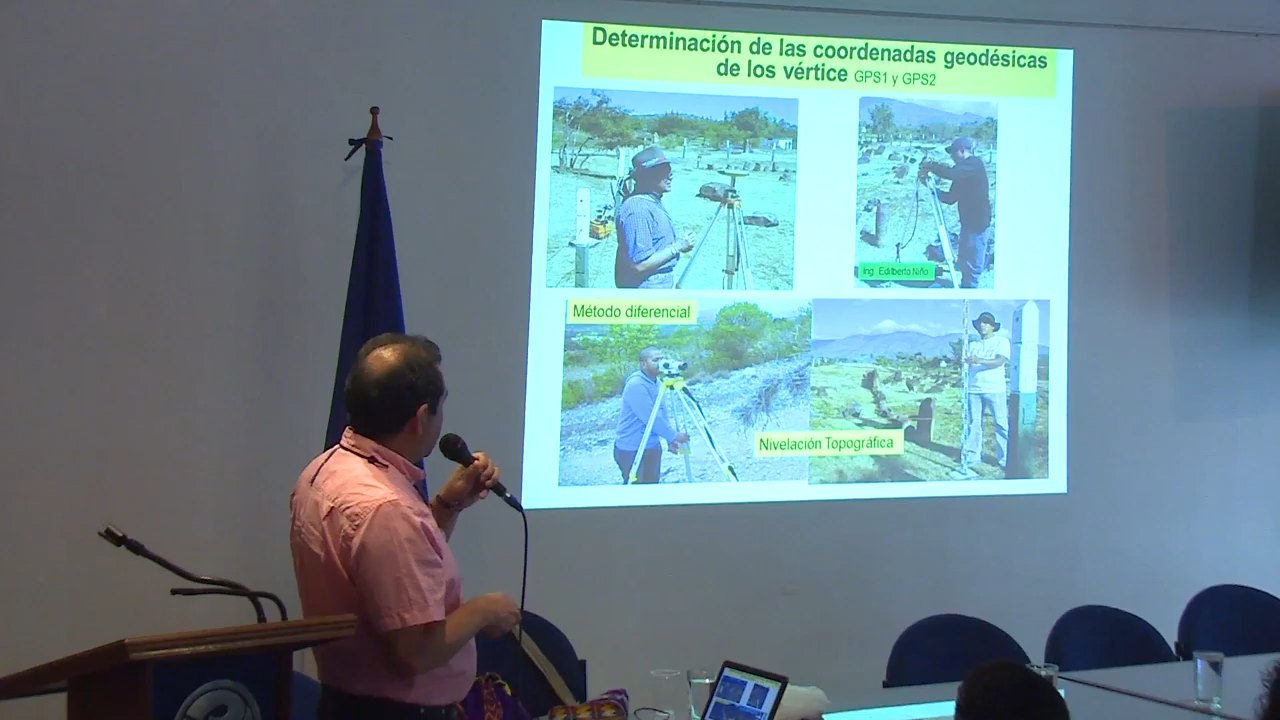 Determinación de las coordenadas geodésicas
de los vértice GPS1 y GPS2
Ing. Edilberto Niño
Método diferencial
Nivelación Topográfica